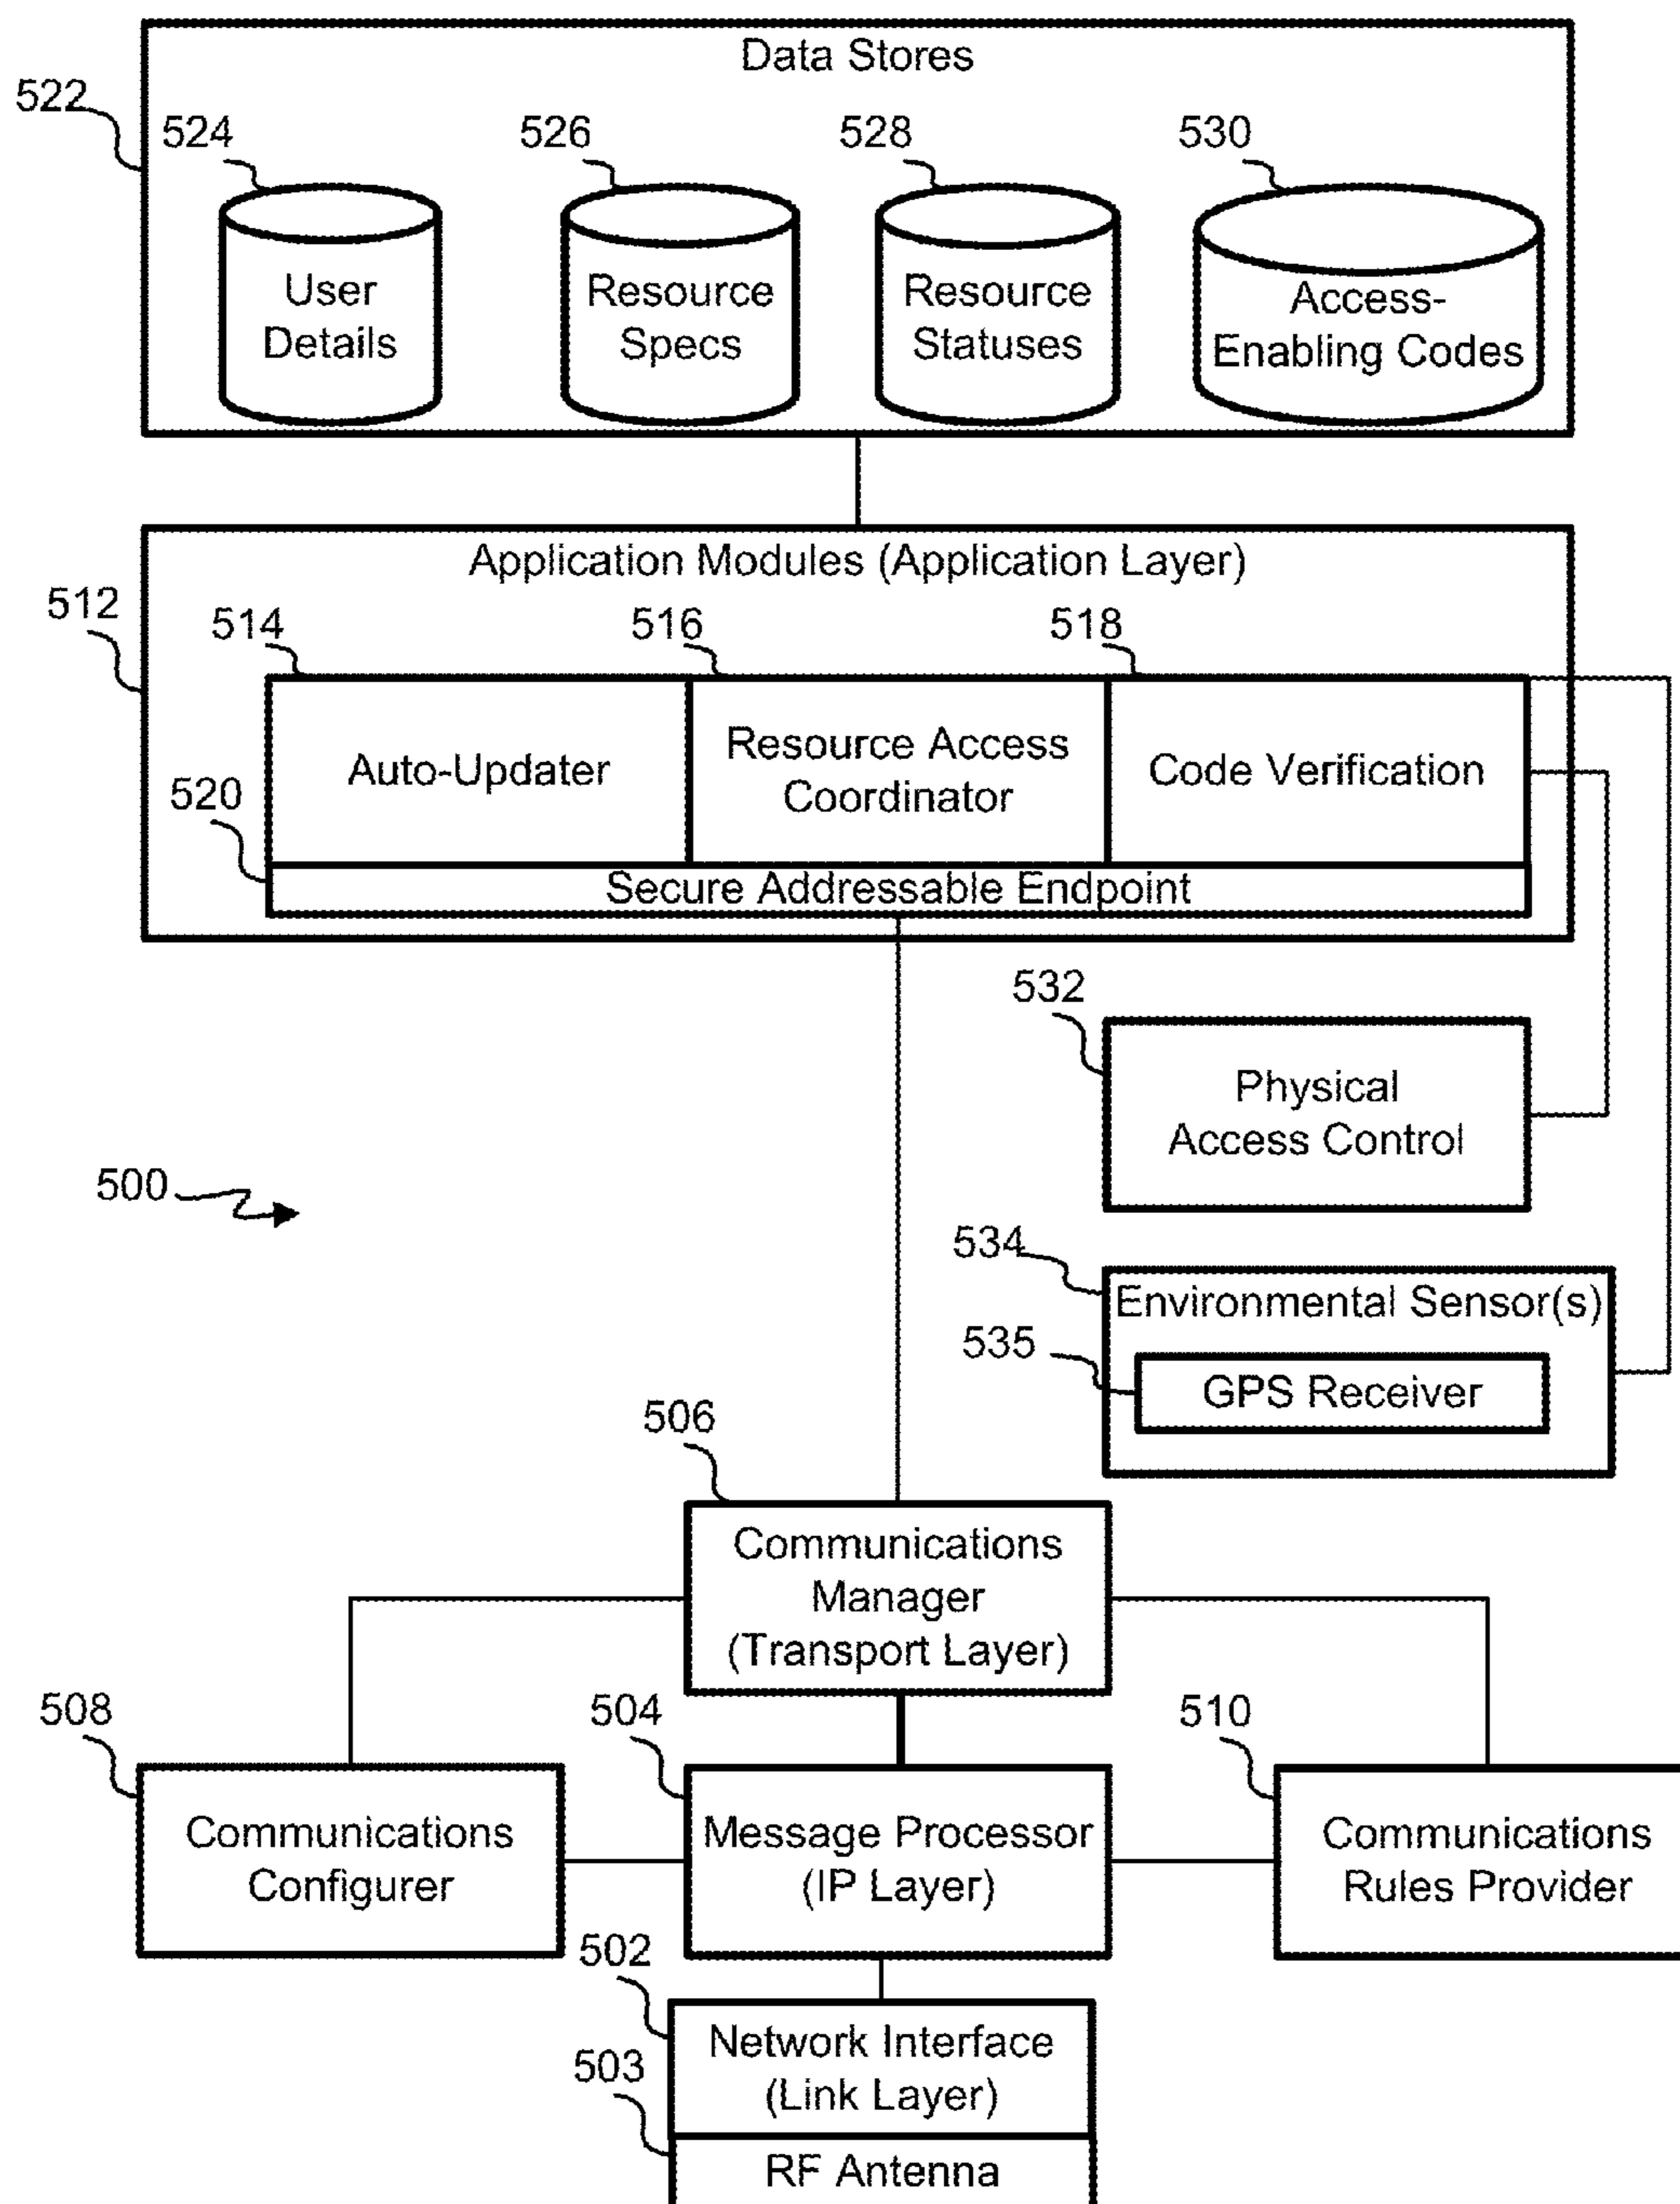 Data Stores
522
524
526
528
530
User
Details
Resource
Specs
Resource
Statuses
Access-
Enabling Codes
Application Modules (Application Layer)
512
514
516
518
Auto-Updater
Resource Access
Coordinator
Code Verification
520
Secure Addressable Endpoint
532
Physical
Access Control
500
534
Environmental Sensor(s)
535
GPS Receiver
506
Communications
Manager
(Transport Layer)
508
504
510
Communications
Configurer
Message Processor
(IP Layer)
Communications
Rules Provider
502
Network Interface
(Link Layer)
503
RF Antenna